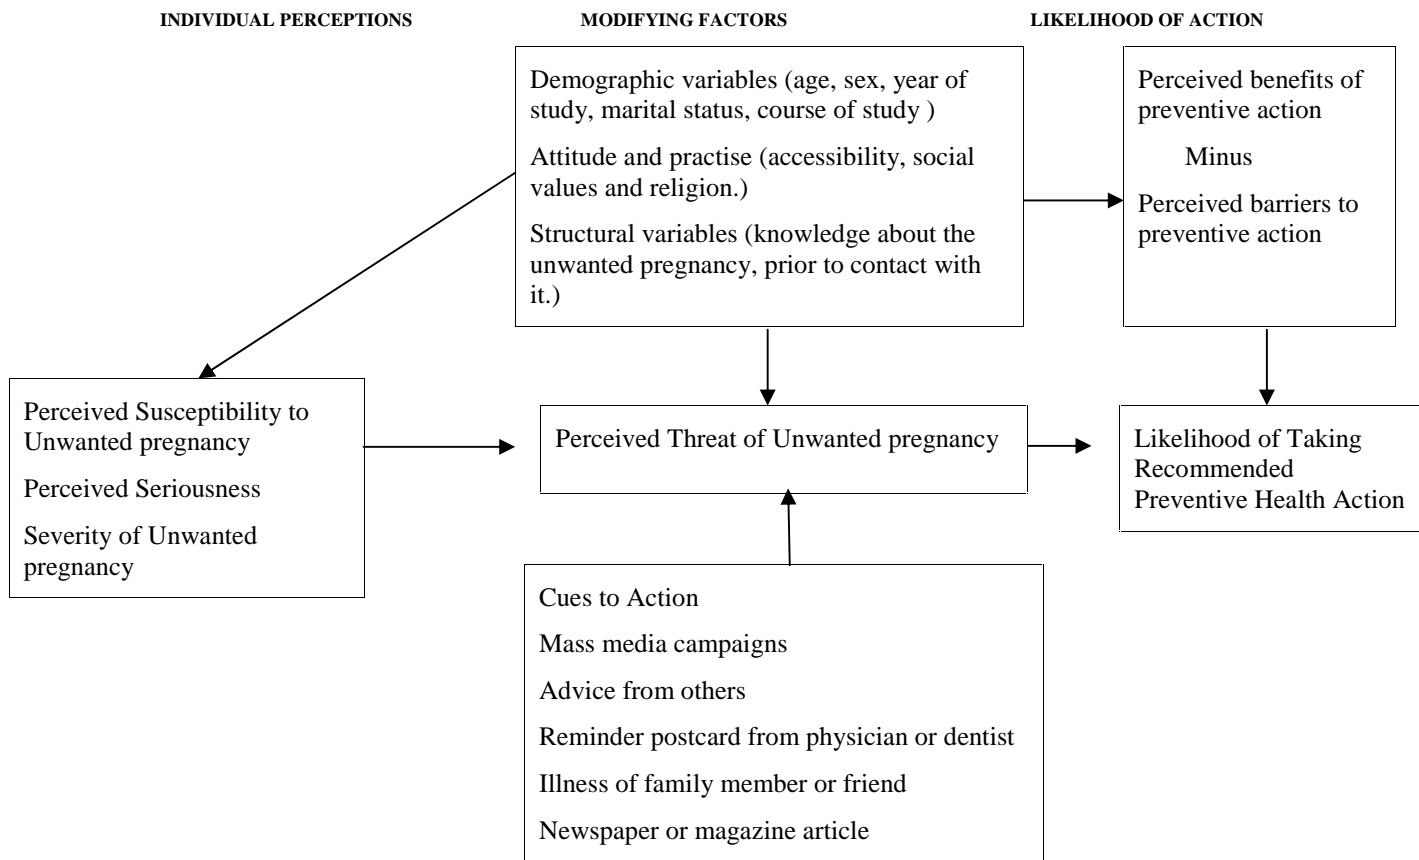 INDIVIDUAL PERCEPTIONS
MODIFYING FACTORS
LIKELIHOOD OF ACTION
Demographic variables (age, sex, year of
study, marital status, course of study )
Attitude and practise (accessibility, social
values and religion.)
Structural variables (knowledge about the
unwanted pregnancy, prior to contact with
it.)
Perceived benefits of
preventive action
Minus
Perceived barriers to
preventive action
Perceived Susceptibility to
Unwanted pregnancy
Perceived Seriousness
Severity of Unwanted
pregnancy
Perceived Threat of Unwanted pregnancy
Likelihood of Taking
Recommended
Preventive Health Action
Cues to Action
Mass media campaigns
Advice from others
Reminder postcard from physician or dentist
Illness of family member or friend
Newspaper or magazine article